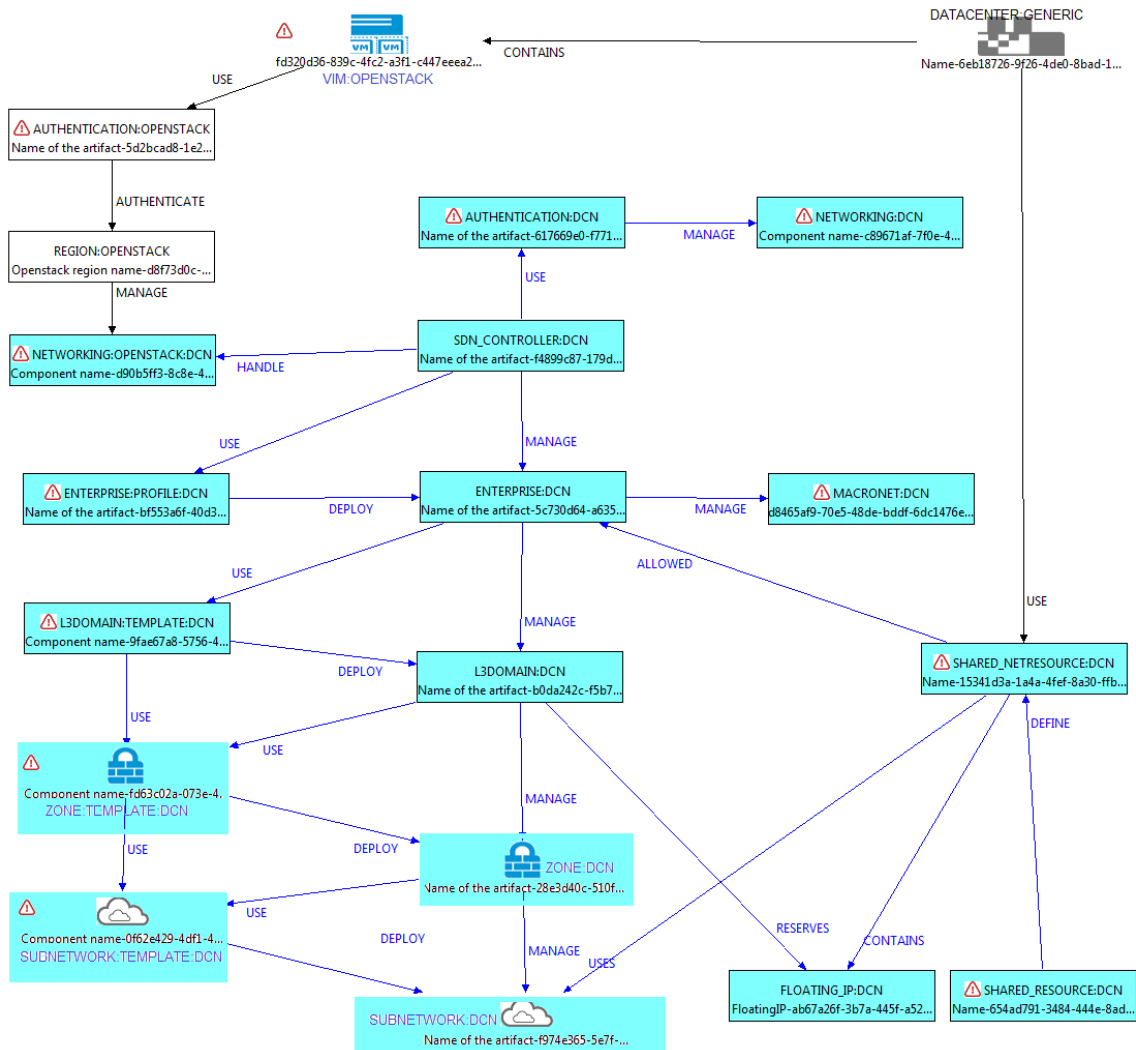 DATACENTER:GENERIC
Name-6eb18726-9f26-4de0-8bad-1...
CONTAINS
fd320d36-839c-4fc2-a3f1-c447eeea2...
VIM:OPENSTACK
USE
AUTHENTICATION:OPENSTACK
Name of the artifact-5d2bcad8-1e2...
AUTHENTICATE
REGION:OPENSTACK
Openstack region name-d8f73d0c-...
MANAGE
AUTHENTICATION:DCN
Name of the artifact-617669e0-f771...
MANAGE
NETWORKING:DCN
Component name-c89671af-7f0e-4...
USE
SDN_CONTROLLER:DCN
Name of the artifact-f4899c87-179d...
NETWORKING:OPENSTACK:DCN
Component name-d90b5ff3-8c8e-4...
HANDLE
USE
MANAGE
ENTERPRISE:PROFILE:DCN
Name of the artifact-bf553a6f-40d3...
DEPLOY
ENTERPRISE:DCN
Name of the artifact-5c730d64-a635...
MANAGE
MACRONET:DCN
d8465af9-70e5-48de-bddf-6dc1476e...
ALLOWED
USE
USE
L3DOMAIN:TEMPLATE:DCN
Component name-9fae67a8-5756-4...
MANAGE
DEPLOY
L3DOMAIN:DCN
Name of the artifact-b0da242c-f5b7...
SHARED_NETRESOURCE:DCN
Name-15341d3a-1a4a-4fef-8a30-ffb...
USE
USE
DEFINE
Component name-fd63c02a-073e-4.
ZONE:TEMPLATE:DCN
MANAGE
USE
DEPLOY
ZONE:DCN
Name of the artifact-28e3d40c-510f...
USE
Component name-0f62e429-4df1-4...
SUBNETWORK:TEMPLATE:DCN
DEPLOY
MANAGE
USES
RESERVES
CONTAINS
FLOATING_IP:DCN
FloatingIP-ab67a26f-3b7a-445f-a52...
SHARED_RESOURCE:DCN
Name-654ad791-3484-444e-8ad...
SUBNETWORK:DCN
Name of the artifact-f974e365-5e7f-...